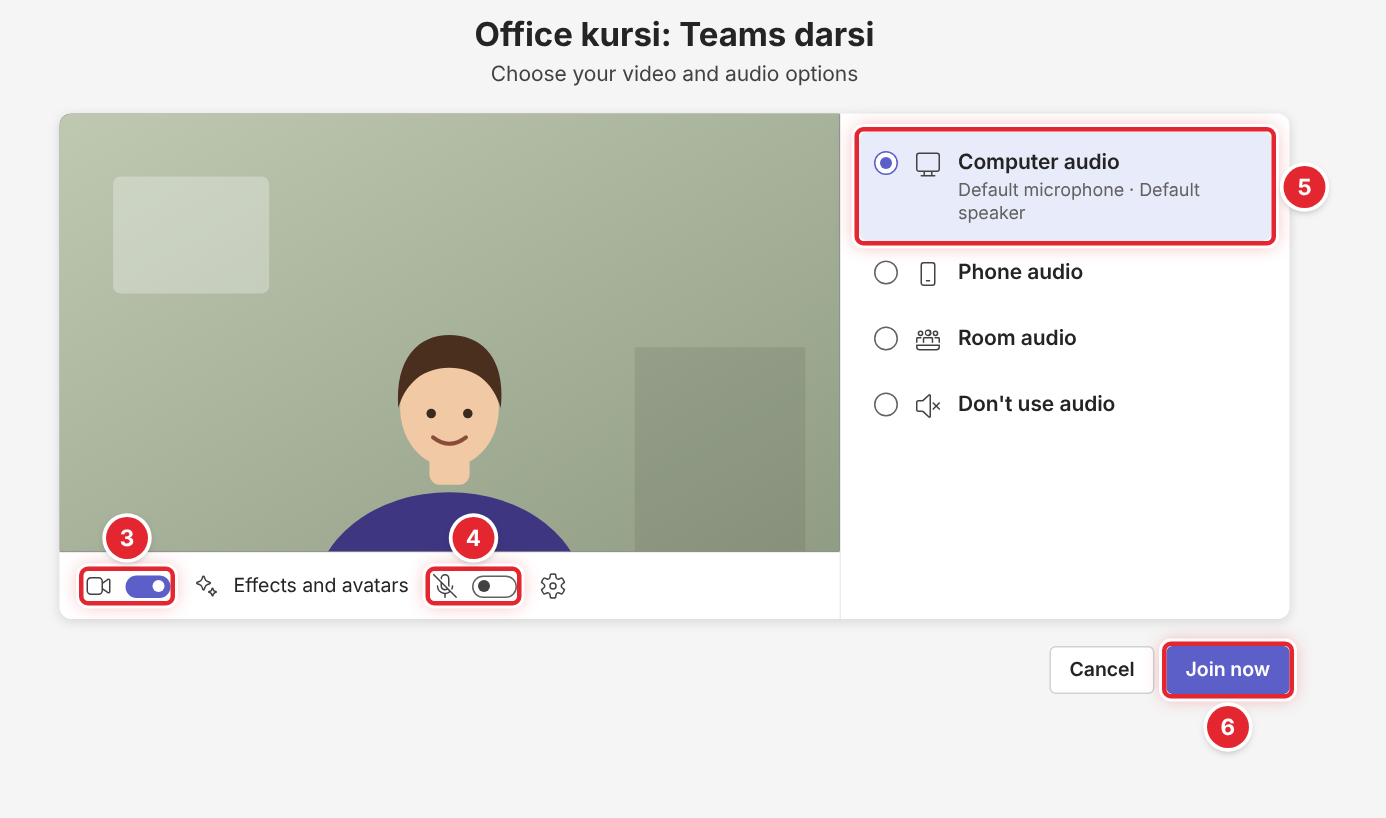 Office kursi: Teams darsi
Choose your video and audio options
Computer audio
Default microphone · Default
speaker
5
Phone audio
Room audio
Don't use audio
3
4
Effects and avatars
Cancel
Join now
6